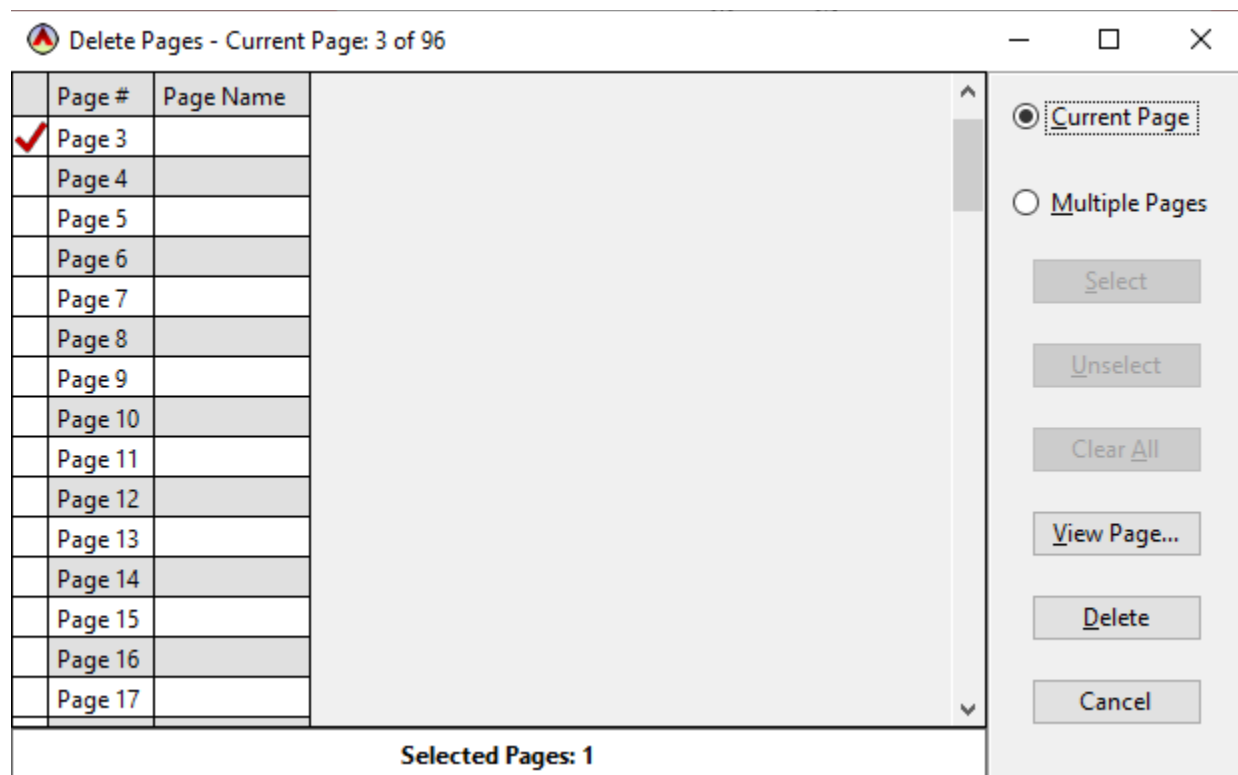 Delete Pages - Current Page: 3 of 96
Page # Page Name
Page 3
Page 4
Page 5
Page 6
Page 7
Page 8
Page 9
Page 10
Page 11
Page 12
Page 13
Page 14
Page 15
Page 16
Page 17
Selected Pages: 1
Current Page
Multiple Pages
Select
Unselect
Clear All
View Page...
Delete
Cancel